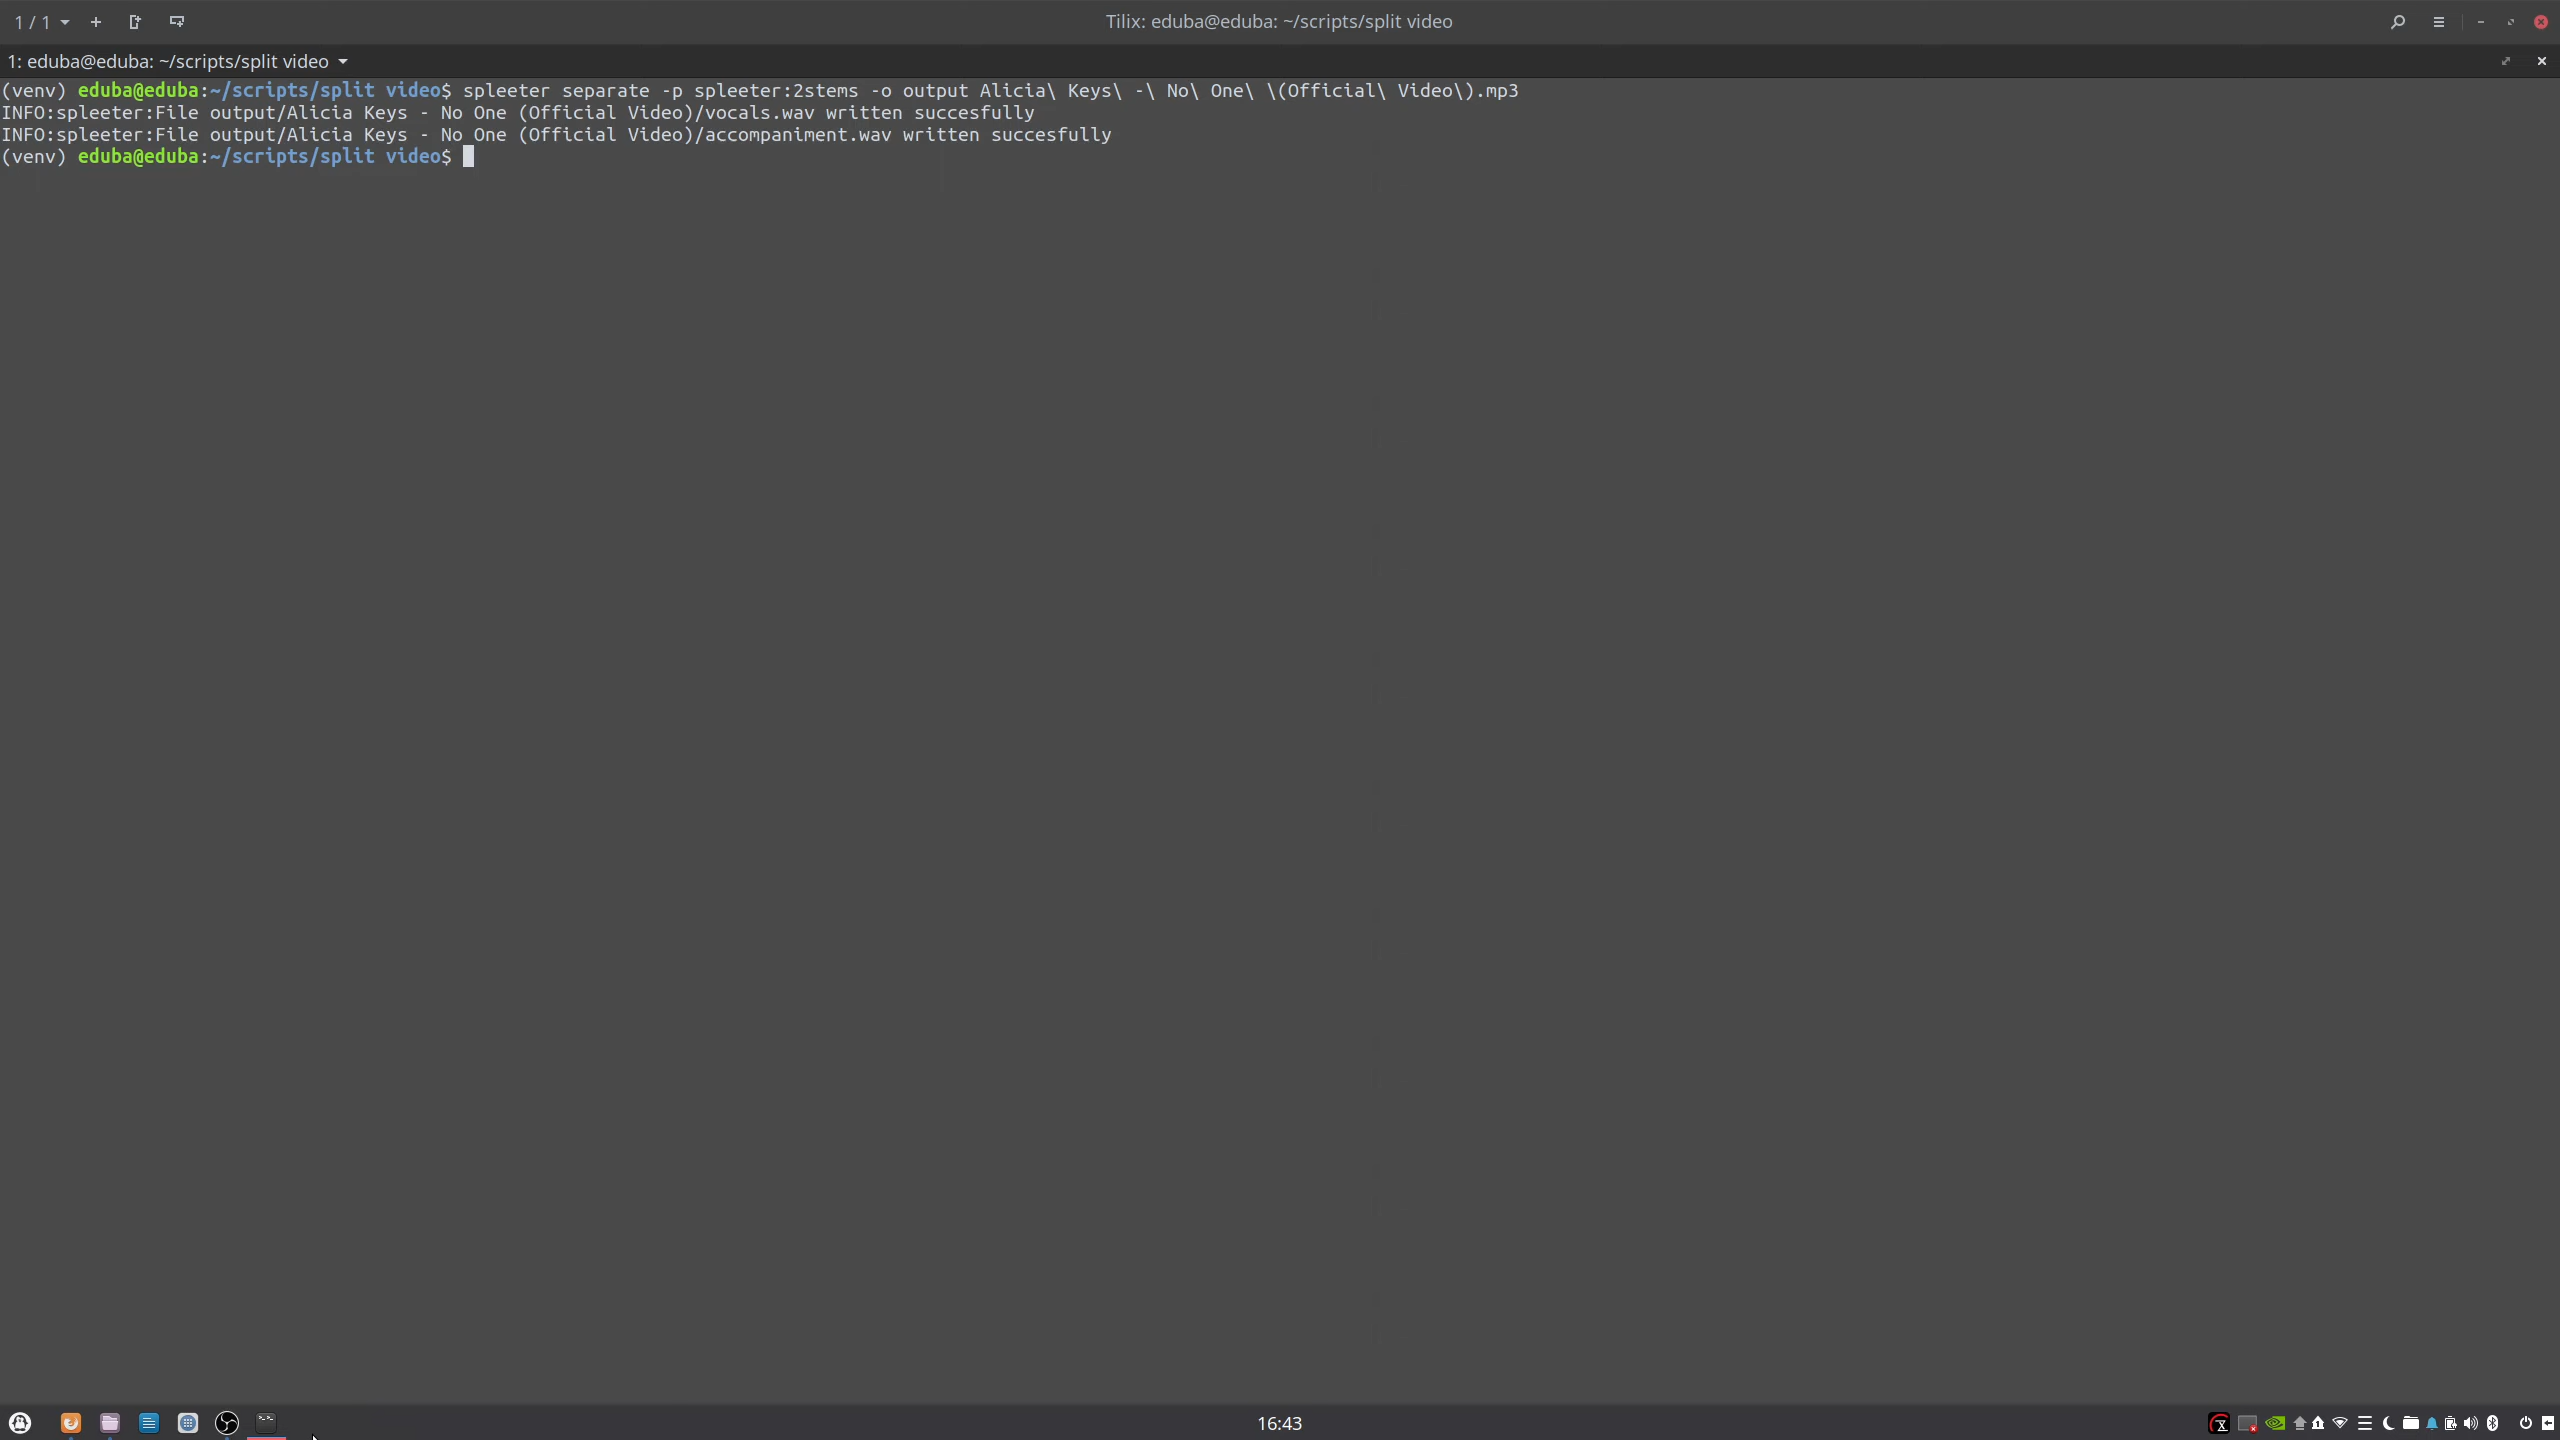 1 / 1
Tilix: eduba@eduba: ~/scripts/split video
1: eduba@eduba: ~/scripts/split video
(venv) eduba@eduba:~/scripts/split video$ spleeter separate -p spleeter:2stems -o output Alicia\ Keys\ -\ No\ One\ \(Official\ Video\).mp3
INFO:spleeter:File output/Alicia Keys - No One (Official Video)/vocals.wav written succesfully
INFO:spleeter:File output/Alicia Keys - No One (Official Video)/accompaniment.wav written succesfully
(venv) eduba@eduba:~/scripts/split video$
16:43